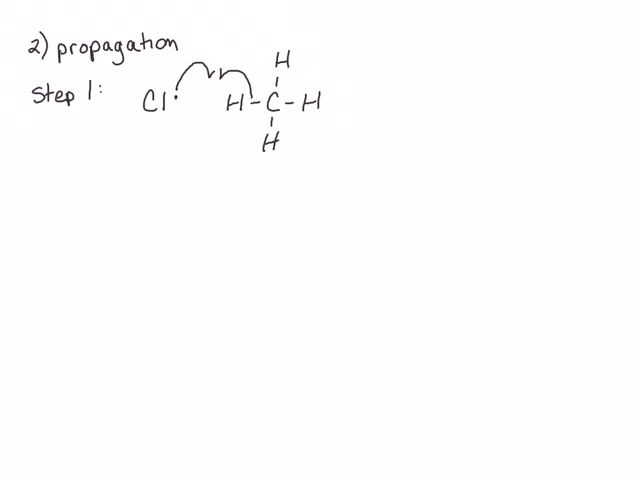 2) propagation
H
Step 1: Cl· H-C-H
H